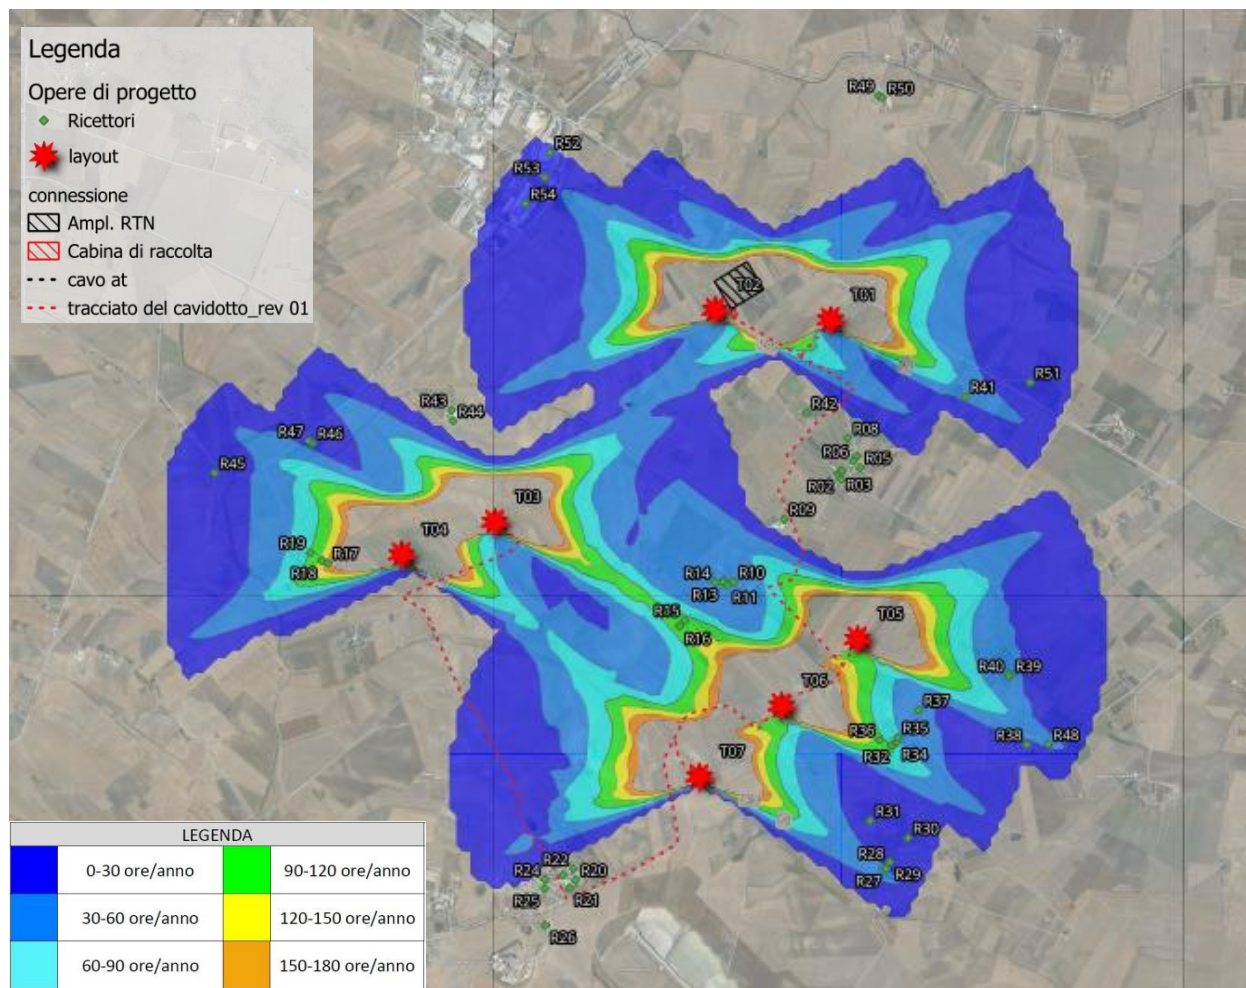 Legenda
Opere di progetto
Ricettori
layout
connessione
Ampl. RTN
Cabina di raccolta
cavo at
tracciato del cavidotto_rev 01
R49 R50
R52
R53
R54
T02
T01
R51
R41
R43
R44
R42
R47 R46
R08
R45
R06
R05
R02 R03
T03
R09
T04
R19
R17
R18
R14 R10
R13 R11
R15
R16
T05
R40 R39
T06
R37
R36 R35
R38 R48
R32 R34
T07
R31
R30
R28
R27 R29
R22
R24 R20
R25 R21
R26
LEGENDA
0-30 ore/anno 90-120 ore/anno
30-60 ore/anno 120-150 ore/anno
60-90 ore/anno 150-180 ore/anno